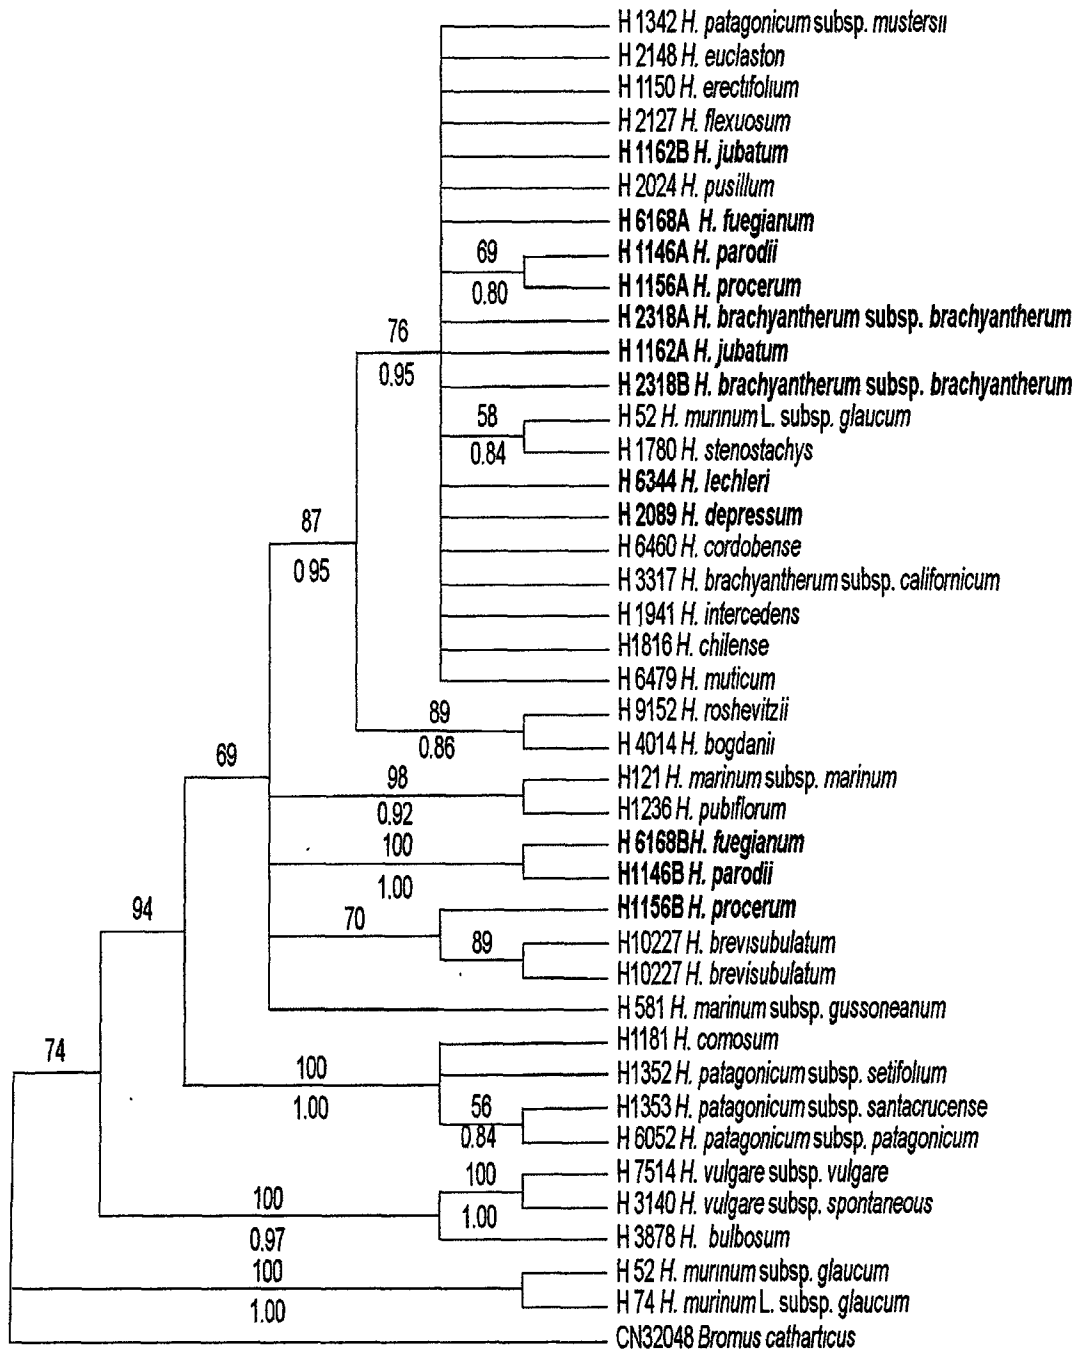 H 1342 H. patagonicum subsp. mustersii
H 2148 H. euclaston
H 1150 H. erectifolium
H 2127 H. flexuosum
H 1162B H. jubatum
H 2024 H. pusillum
H 6168A H. fuegianum
69
H 1146A H. parodii
0.80
H 1156A H. procerum
H 2318A H. brachyantherum subsp. brachyantherum
76
H 1162A H. jubatum
0.95
H 2318B H. brachyantherum subsp. brachyantherum
58
H 52 H. murinum L. subsp. glaucum
0.84
H 1780 H. stenostachys
H 6344 H. lechleri
87
H 2089 H. depressum
H 6460 H. cordobense
0 95
H 3317 H. brachyantherum subsp. californicum
H 1941 H. intercedens
H1816 H. chilense
H 6479 H. muticum
89
H 9152 H. roshevitzii
0.86
H 4014 H. bogdanii
69
98
H121 H. marinum subsp. marinum
0.92
H1236 H. pubiflorum
100
H 6168B H. fuegianum
1.00
H1146B H. parodii
94
70
H1156B H. procerum
89
H10227 H. brevisubulatum
H10227 H. brevisubulatum
H 581 H. marinum subsp. gussoneanum
74
H1181 H. comosum
100
H1352 H. patagonicum subsp. setifolium
1.00
56
H1353 H. patagonicum subsp. santacrucense
0.84
H 6052 H. patagonicum subsp. patagonicum
100
H 7514 H. vulgare subsp. vulgare
100
1.00
H 3140 H. vulgare subsp. spontaneous
0.97
H 3878 H. bulbosum
100
H 52 H. murinum subsp. glaucum
1.00
H 74 H. murinum L. subsp. glaucum
CN32048 Bromus catharticus